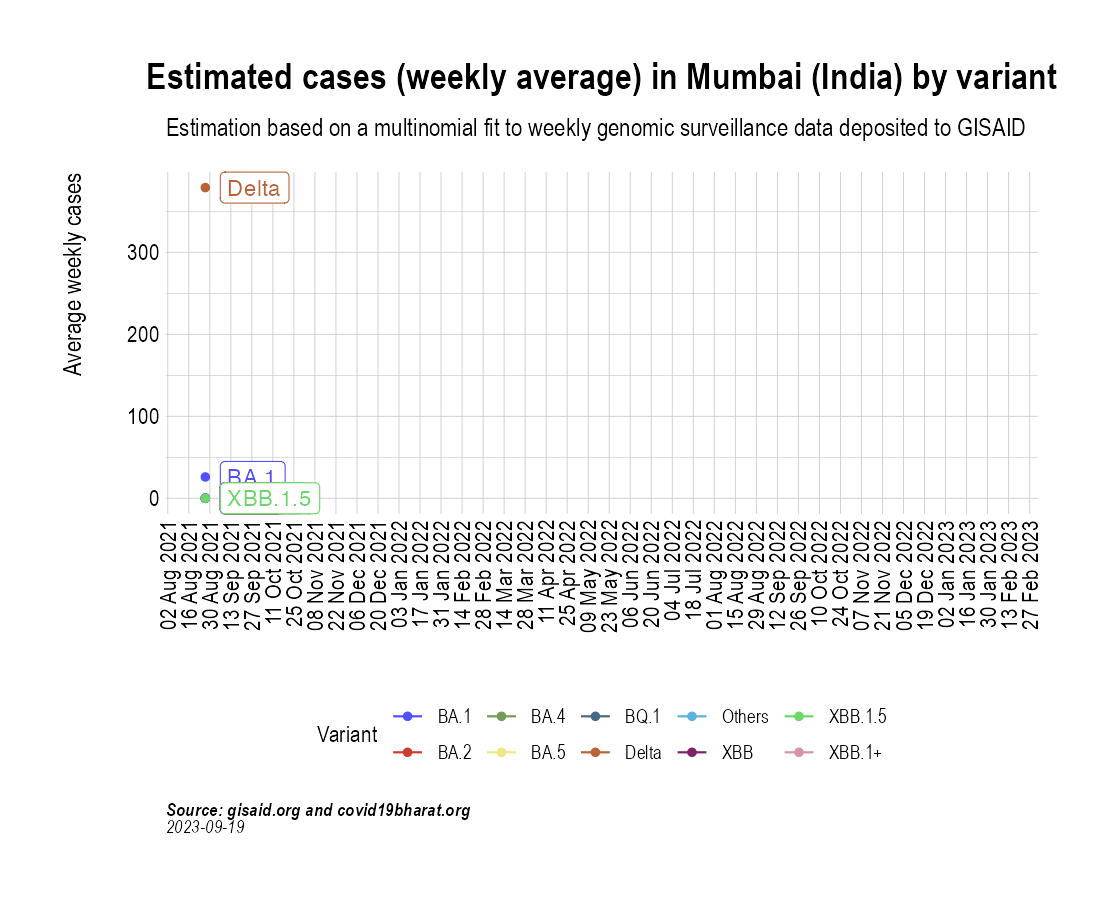 Estimated cases (weekly average) in Mumbai (India) by variant
Estimation based on a multinomial fit to weekly genomic surveillance data deposited to GISAID
Average weekly cases
Delta
300
200
100
BA.1
0
XBB.1.5
02 Aug 2021
16 Aug 2021
30 Aug 2021
13 Sep 2021
27 Sep 2021
11 Oct 2021
25 Oct 2021
08 Nov 2021
22 Nov 2021
06 Dec 2021
20 Dec 2021
03 Jan 2022
17 Jan 2022
31 Jan 2022
14 Feb 2022
28 Feb 2022
14 Mar 2022
28 Mar 2022
11 Apr 2022
25 Apr 2022
09 May 2022
23 May 2022
06 Jun 2022
20 Jun 2022
04 Jul 2022
18 Jul 2022
01 Aug 2022
15 Aug 2022
29 Aug 2022
12 Sep 2022
26 Sep 2022
10 Oct 2022
24 Oct 2022
07 Nov 2022
21 Nov 2022
05 Dec 2022
19 Dec 2022
02 Jan 2023
16 Jan 2023
30 Jan 2023
13 Feb 2023
27 Feb 2023
Variant
BA.1 BA.4 BQ.1 Others XBB.1.5
BA.2 BA.5 Delta XBB XBB.1+
Source: gisaid.org and covid19bharat.org
2023-09-19